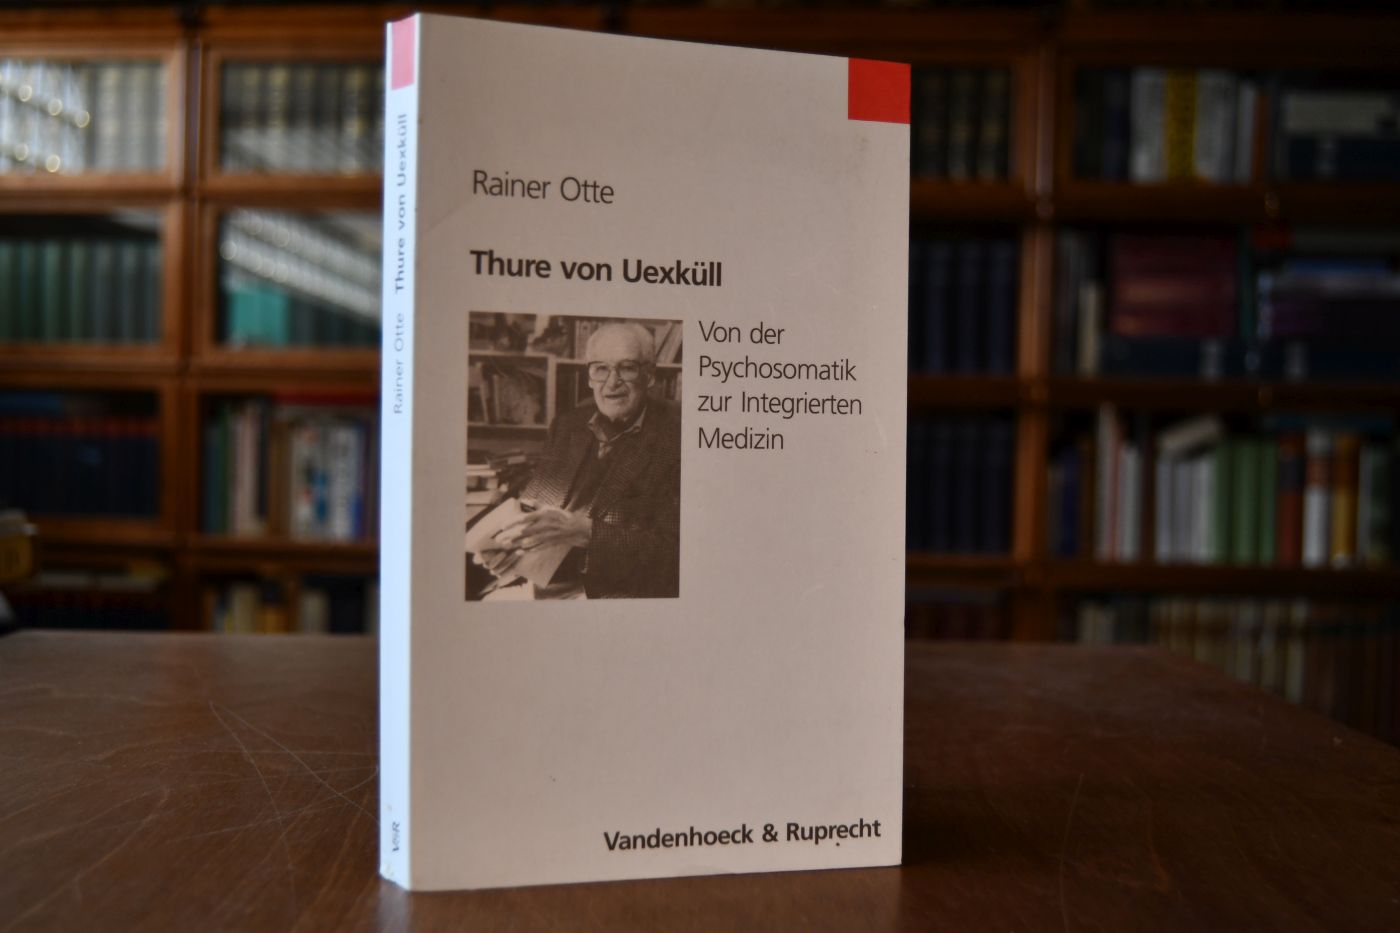 Rainer Otte
Thure von Uexküll
Von der
Psychosomatik
zur Integrierten
Medizin
Vandenhoeck & Ruprecht
Rainer Otte Thure von Uexküll
V&R